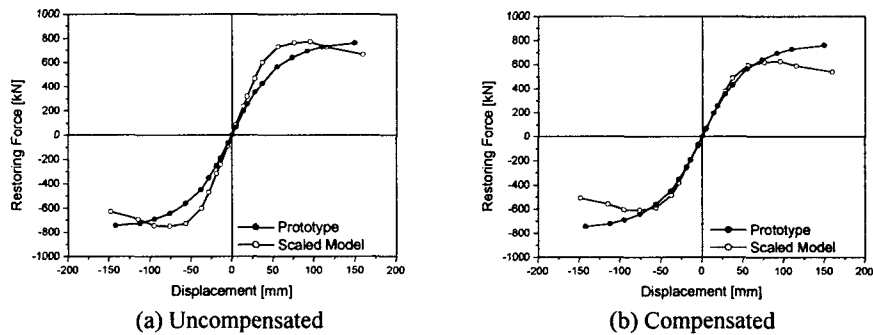 1000
800
600
400
200
0
-200
-400
-600
-800
-1000
Restoring Force [kN]
Prototype
Scaled Model
-200 -150 -100 -50 0 50 100 150 200
Displacement [mm]
(a) Uncompensated
1000
800
600
400
200
0
-200
-400
-600
-800
-1000
Restoring Force [kN]
Prototype
Scaled Model
-200 -150 -100 -50 0 50 100 150 200
Displacement [mm]
(b) Compensated